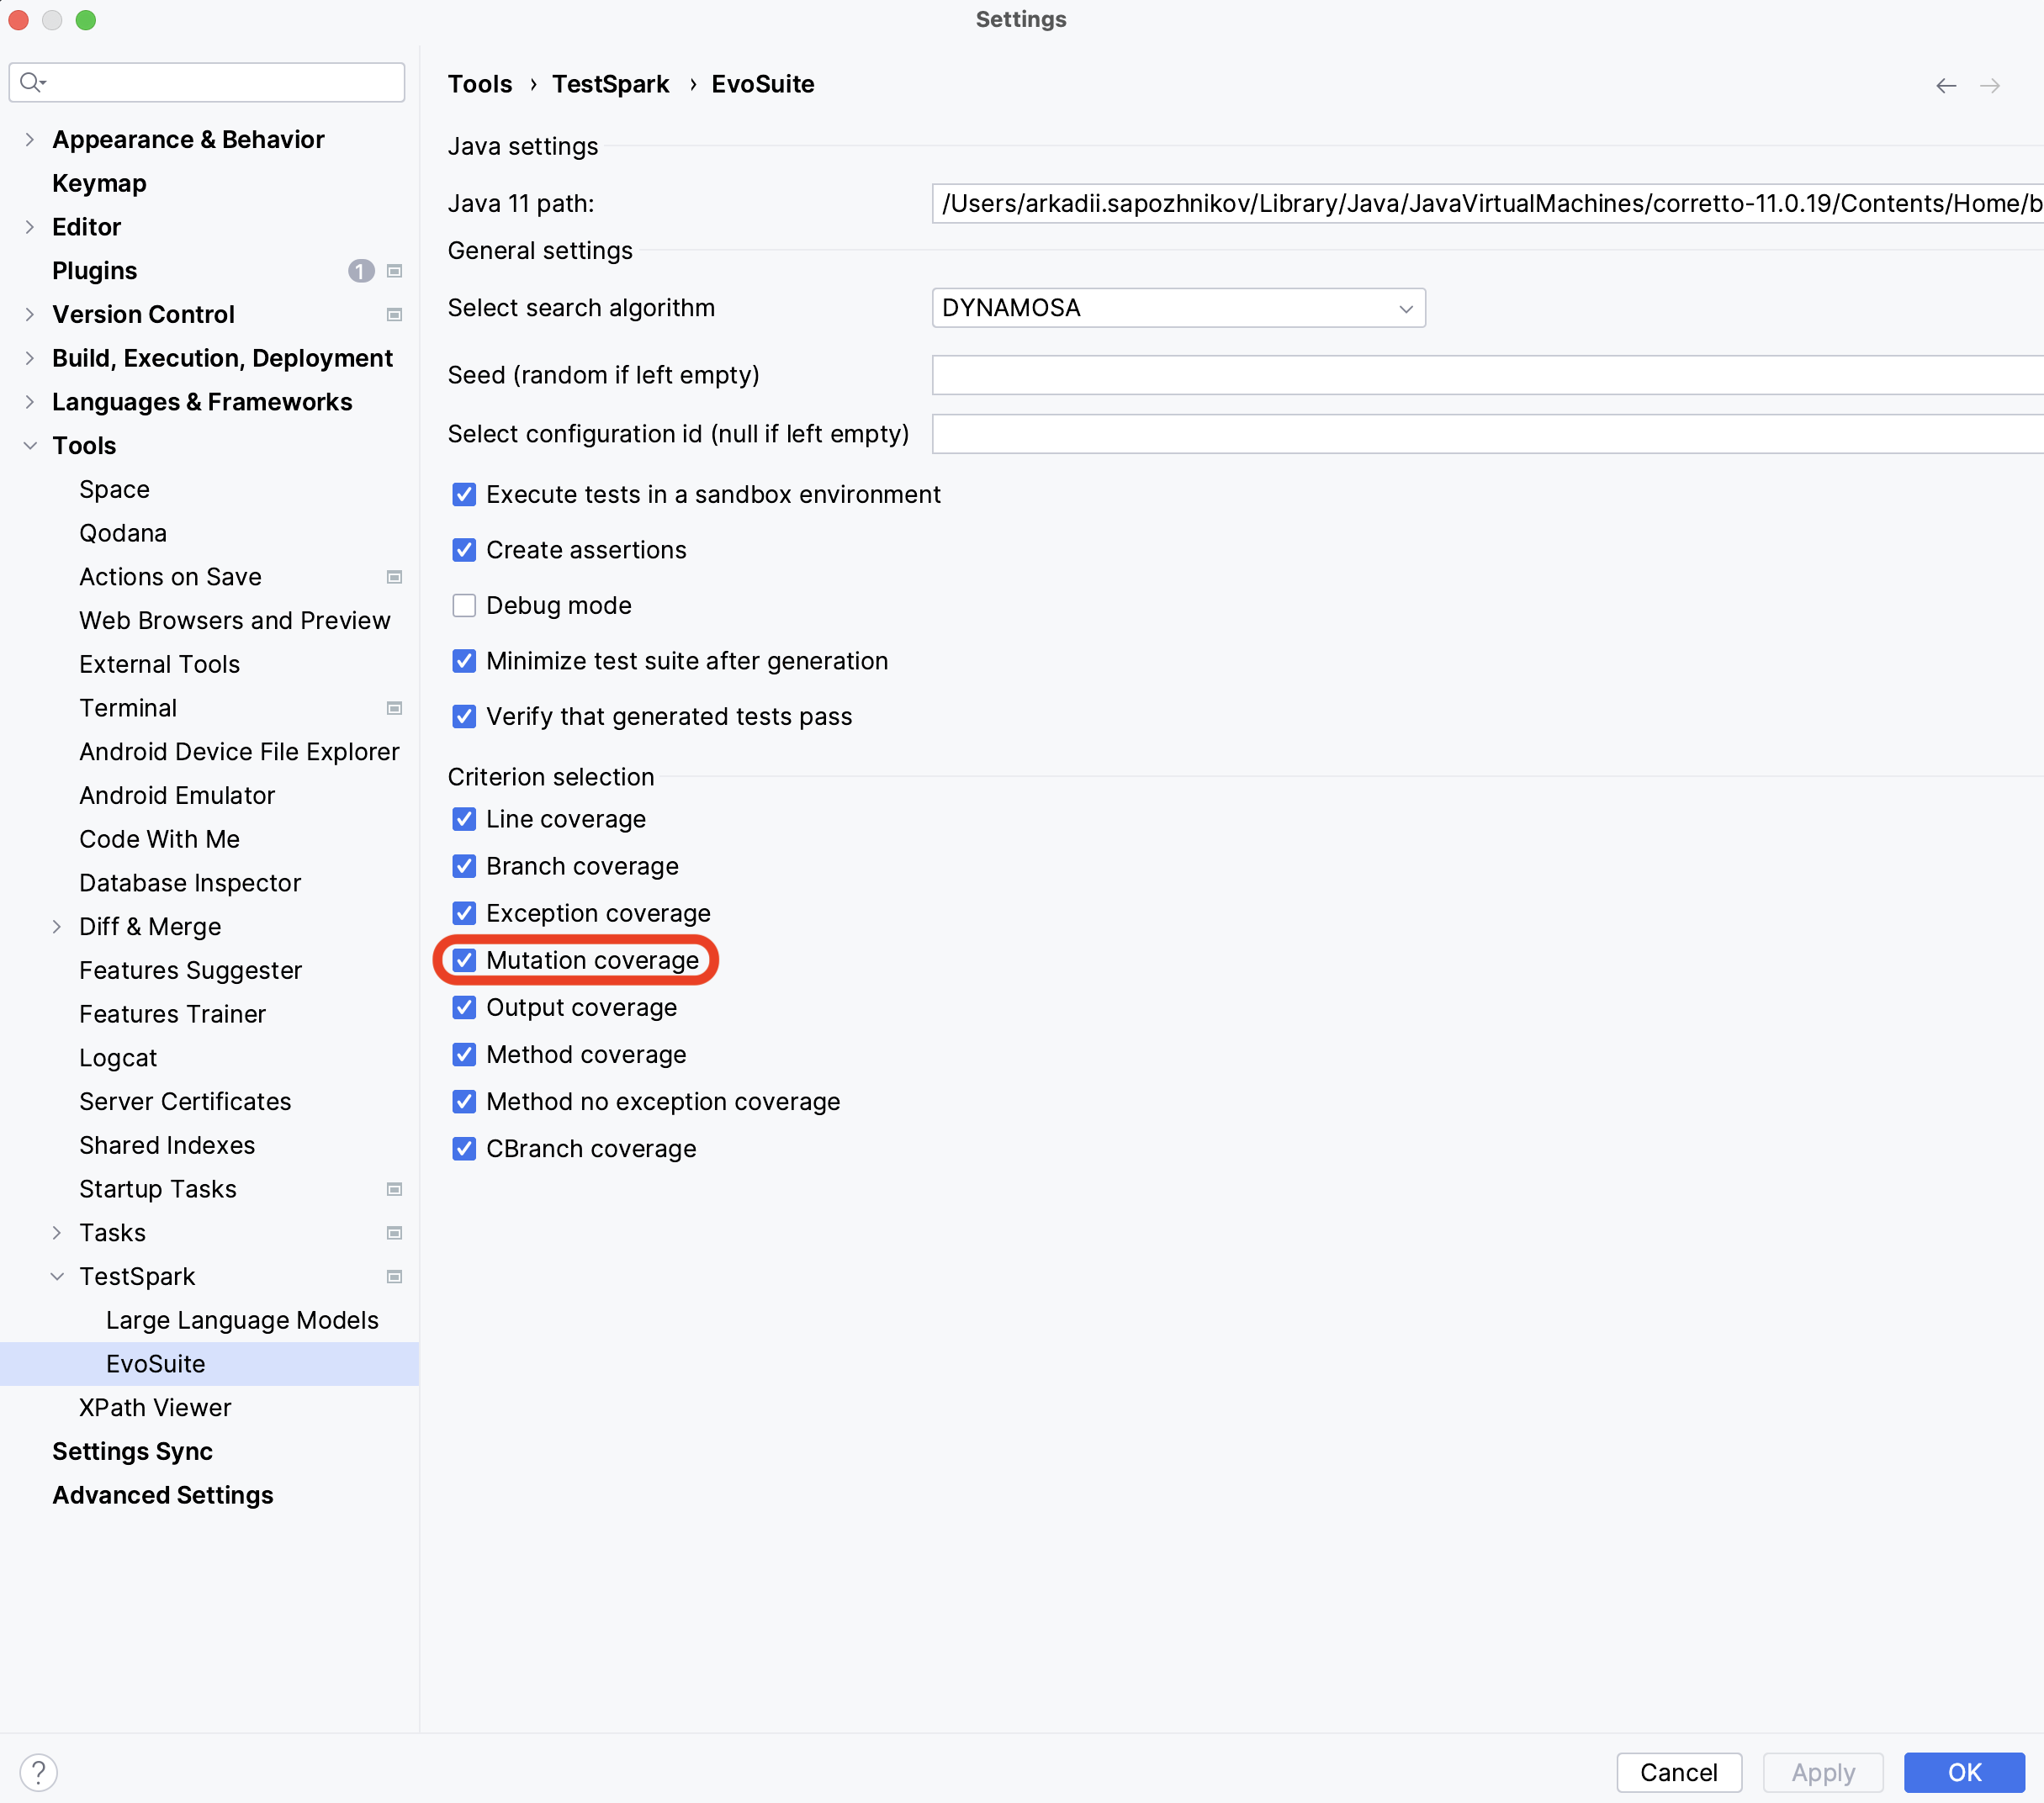 Settings
Tools › TestSpark › EvoSuite
Appearance & Behavior
Keymap
Editor
Plugins 1
Version Control
Build, Execution, Deployment
Languages & Frameworks
Tools
Space
Qodana
Actions on Save
Web Browsers and Preview
External Tools
Terminal
Android Device File Explorer
Android Emulator
Code With Me
Database Inspector
Diff & Merge
Features Suggester
Features Trainer
Logcat
Server Certificates
Shared Indexes
Startup Tasks
Tasks
TestSpark
Large Language Models
EvoSuite
XPath Viewer
Settings Sync
Advanced Settings
Java settings
Java 11 path: /Users/arkadii.sapozhnikov/Library/Java/JavaVirtualMachines/corretto-11.0.19/Contents/Home/b
General settings
Select search algorithm DYNAMOSA
Seed (random if left empty)
Select configuration id (null if left empty)
Execute tests in a sandbox environment
Create assertions
Debug mode
Minimize test suite after generation
Verify that generated tests pass
Criterion selection
Line coverage
Branch coverage
Exception coverage
Mutation coverage
Output coverage
Method coverage
Method no exception coverage
CBranch coverage
? Cancel Apply OK